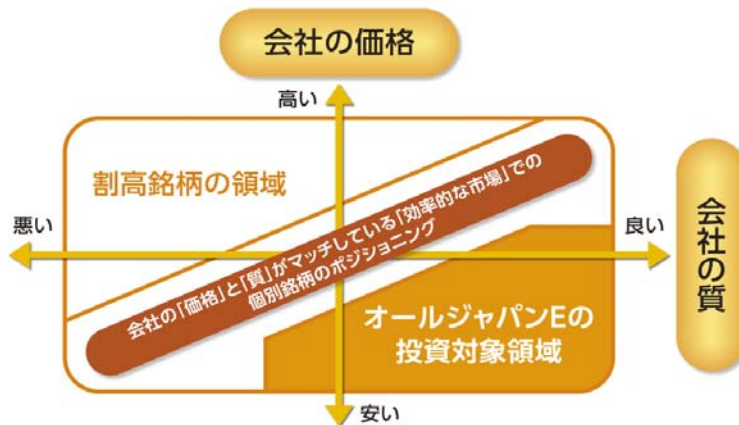 会社の価格
高い
割高銘柄の領域
悪い
良い
会社の質
会社の「価格」と「質」がマッチしている「効率的な市場」での
個別銘柄のポジショニング
オールジャパンEの
投資対象領域
安い